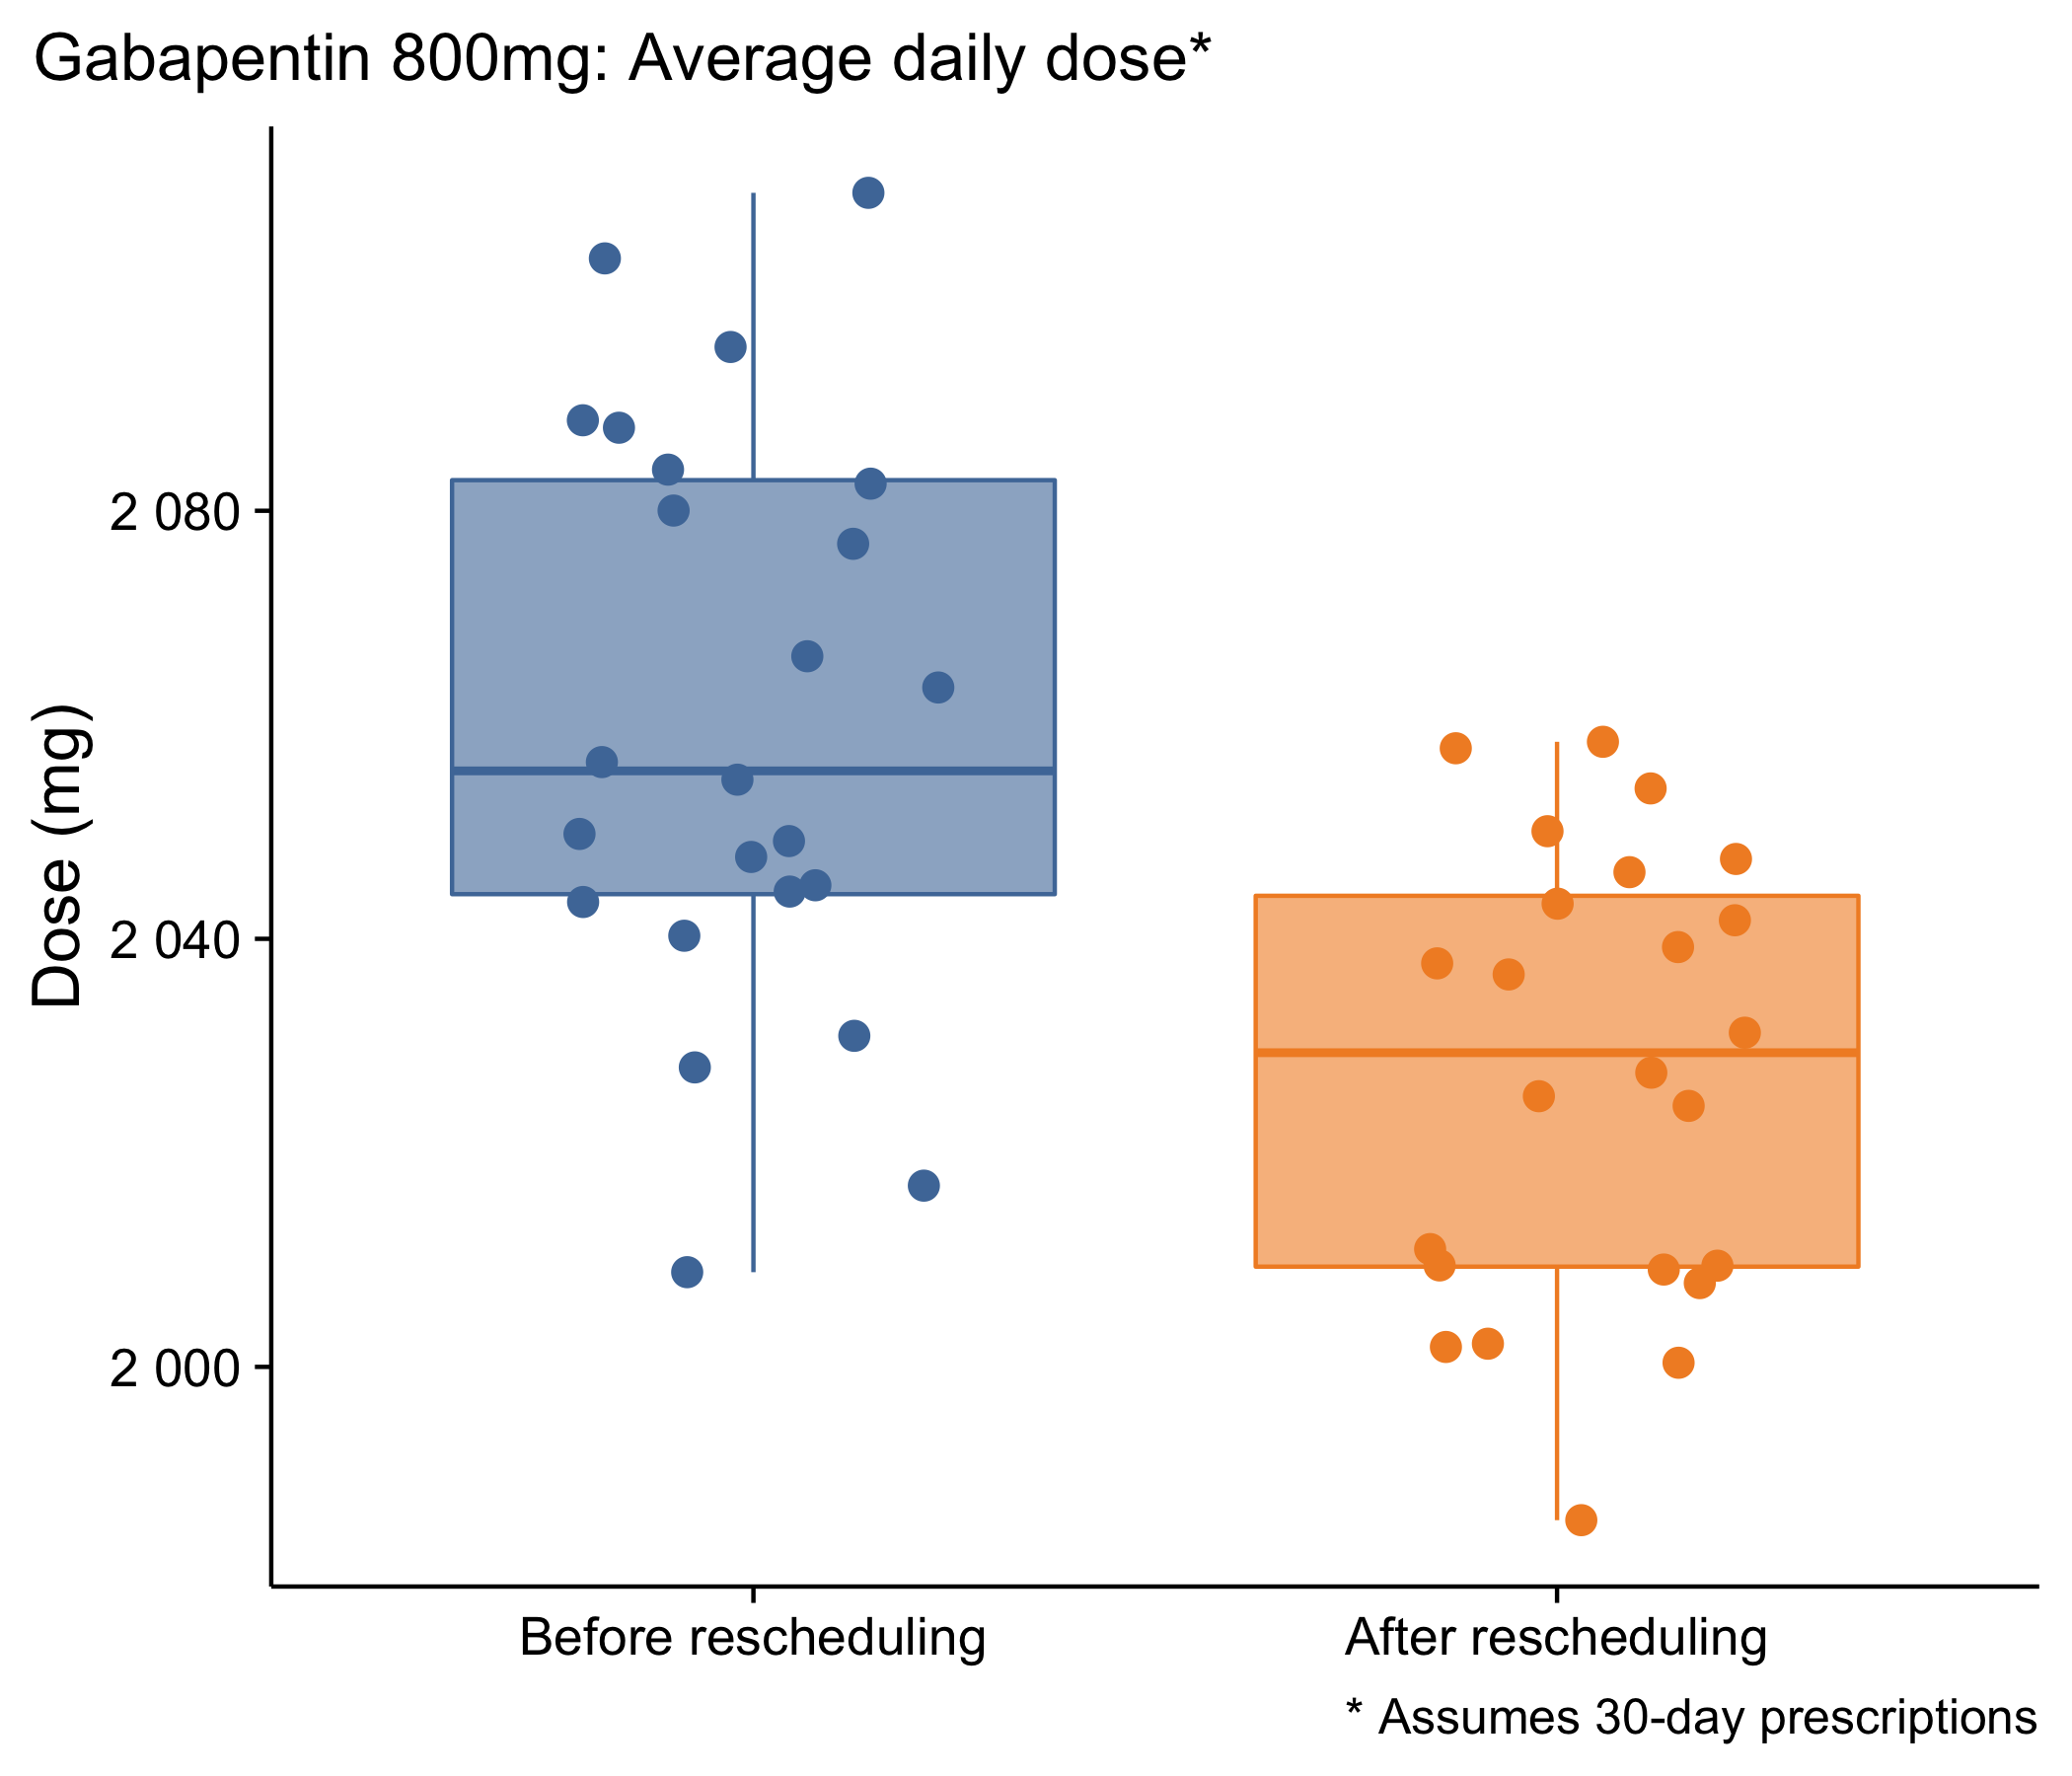 Gabapentin 800mg: Average daily dose*
Dose (mg)
2 080
2 040
2 000
Before rescheduling
After rescheduling
* Assumes 30-day prescriptions